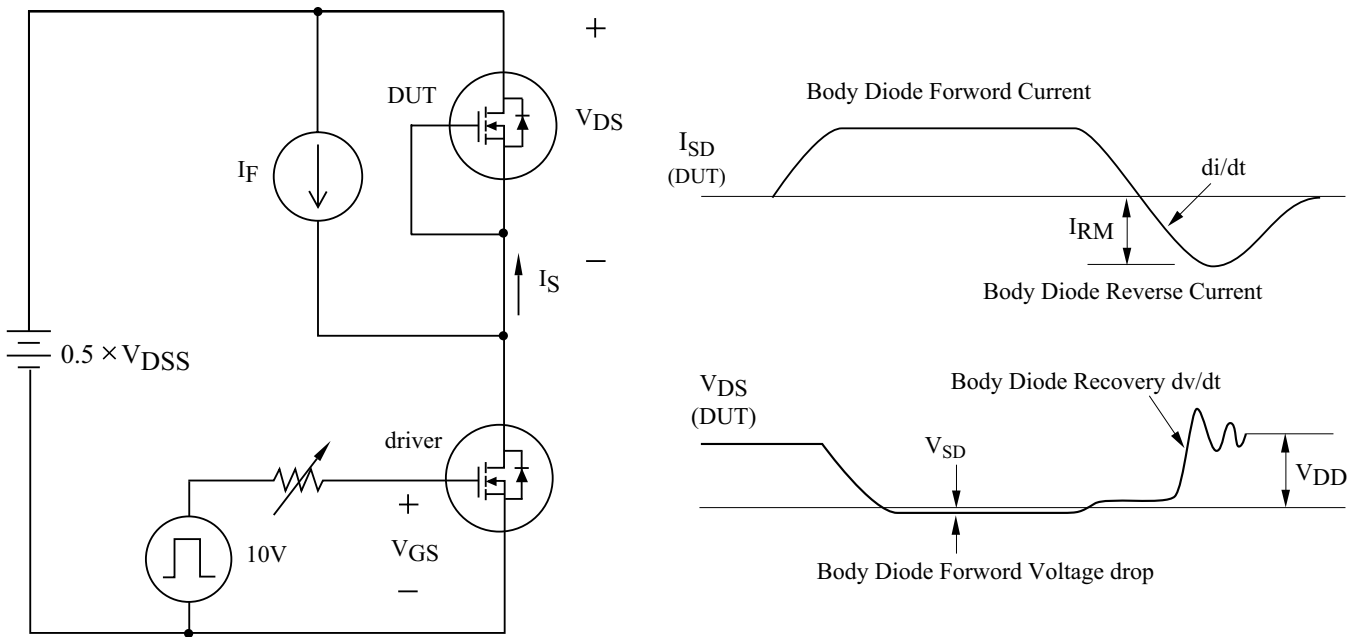 +
DUT
VDS
IF
−
IS
0.5 × VDSS
driver
+
10V
VGS
−
Body Diode Forword Current
ISD
(DUT)
di/dt
IRM
Body Diode Reverse Current
VDS
(DUT)
Body Diode Recovery dv/dt
VSD
VDD
Body Diode Forword Voltage drop